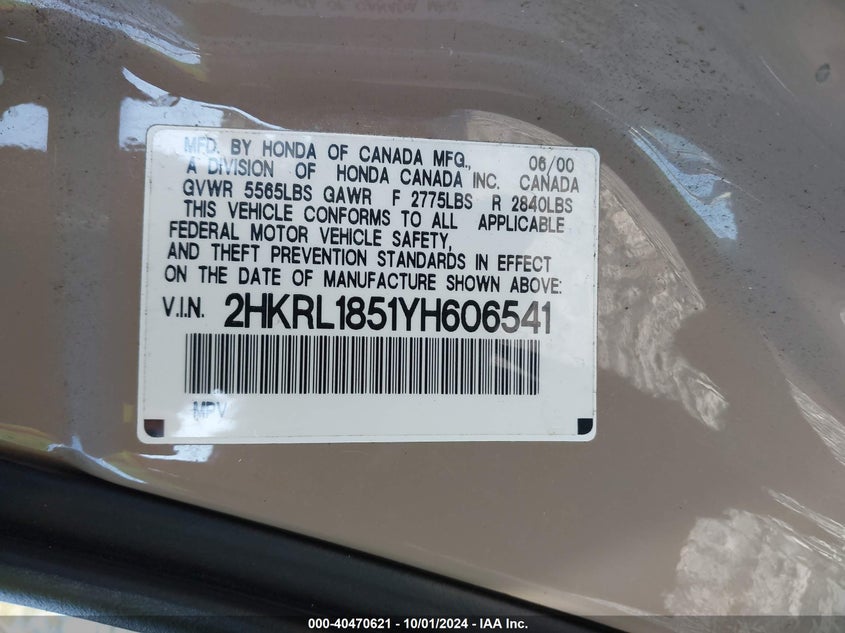 MFD. BY HONDA OF CANADA MFG., 06/00
A DIVISION OF HONDA CANADA INC. CANADA
GVWR 5565LBS GAWR F 2775LBS R 2840LBS
THIS VEHICLE CONFORMS TO ALL APPLICABLE
FEDERAL MOTOR VEHICLE SAFETY,
AND THEFT PREVENTION STANDARDS IN EFFECT
ON THE DATE OF MANUFACTURE SHOWN ABOVE:
V.I.N. 2HKRL1851YH606541
MPV
000-40470621 - 10/01/2024 - IAA Inc.